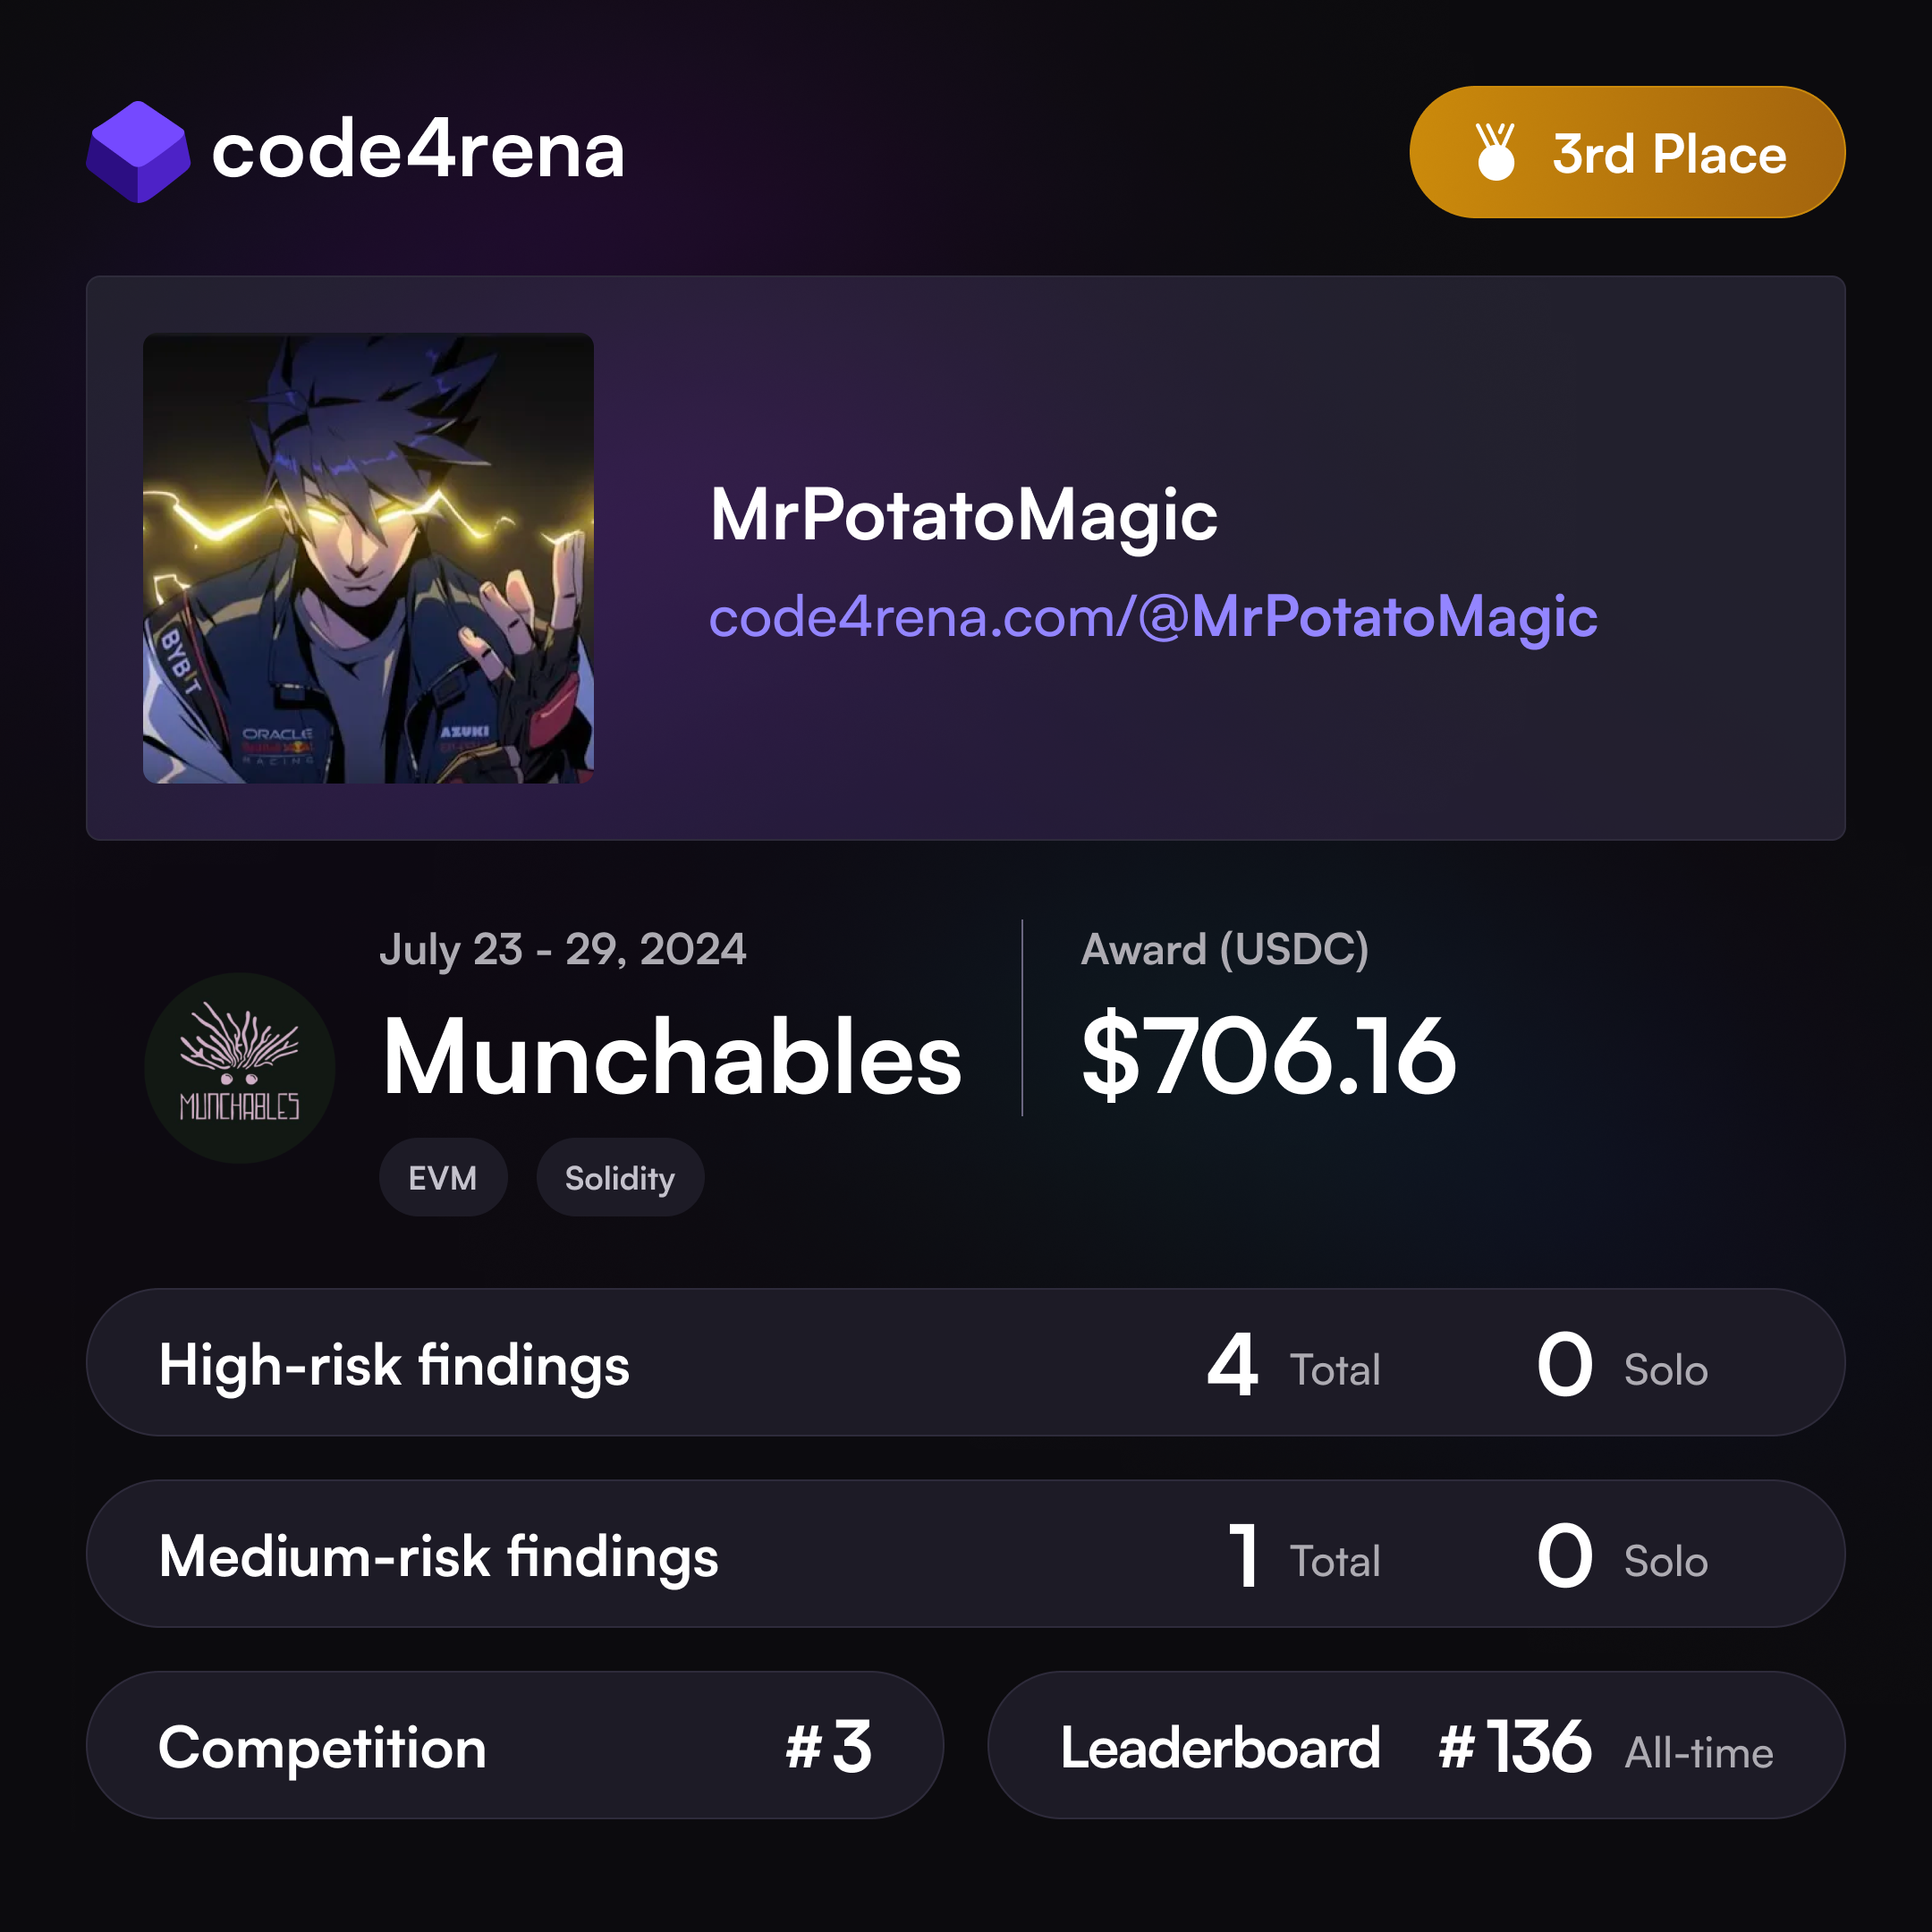 code4rena
3rd Place
BYBIT
ORACLE
RACING
AZUKI
MrPotatoMagic
code4rena.com/@MrPotatoMagic
July 23 - 29, 2024
Munchables
Award (USDC)
$706.16
MUNCHABLES
EVM
Solidity
High-risk findings 4 Total 0 Solo
Medium-risk findings 1 Total 0 Solo
Competition #3
Leaderboard #136 All-time